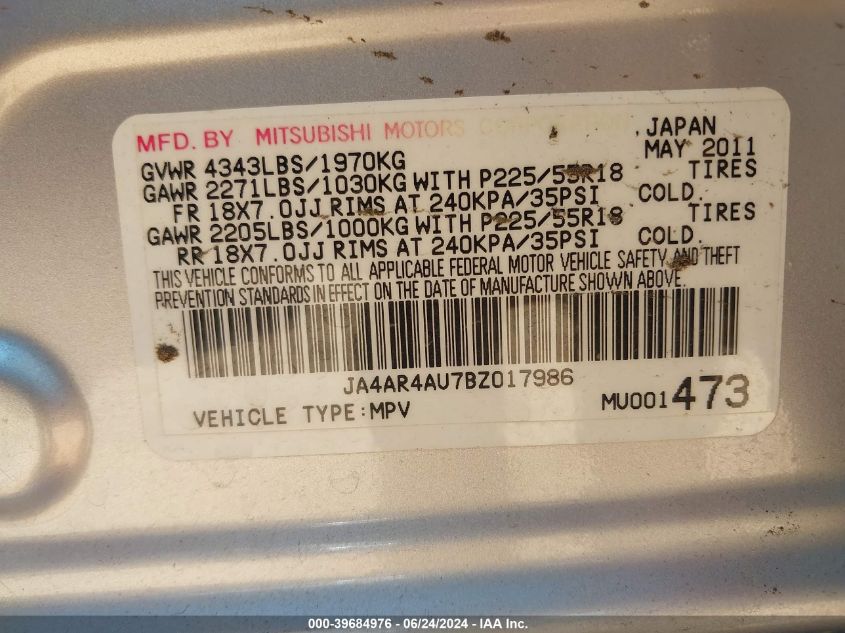 MFD. BY MITSUBISHI MOTORS CORPORATION, JAPAN
GVWR 4343LBS/1970KG MAY 2011
GAWR 2271LBS/1030KG WITH P225/55R18 TIRES
FR 18X7.0JJ RIMS AT 240KPA/35PSI COLD.
GAWR 2205LBS/1000KG WITH P225/55R18 TIRES
RR 18X7.0JJ RIMS AT 240KPA/35PSI COLD.
THIS VEHICLE CONFORMS TO ALL APPLICABLE FEDERAL MOTOR VEHICLE SAFETY AND THEFT
PREVENTION STANDARDS IN EFFECT ON THE DATE OF MANUFACTURE SHOWN ABOVE.
JA4AR4AU7BZ017986
VEHICLE TYPE:MPV MU001473
000-39684976 / 06/24/2024 - IAA Inc.